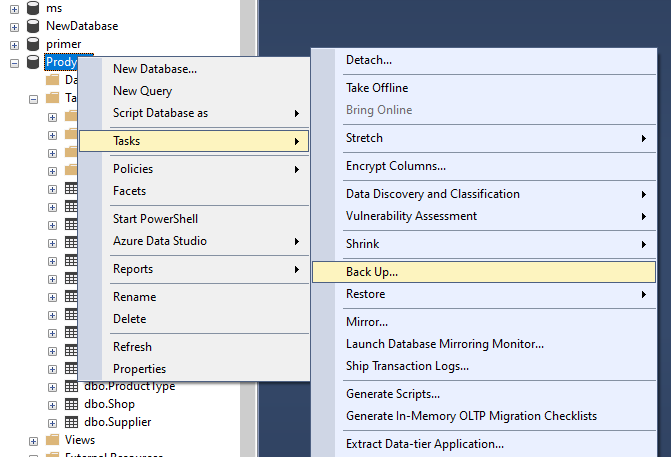 ms
NewDatabase
primer
Prody
Da
Ta
dbo.ProductType
dbo.Shop
dbo.Supplier
Views
External Resources
New Database...
New Query
Script Database as
Tasks
Policies
Facets
Start PowerShell
Azure Data Studio
Reports
Rename
Delete
Refresh
Properties
Detach...
Take Offline
Bring Online
Stretch
Encrypt Columns...
Data Discovery and Classification
Vulnerability Assessment
Shrink
Back Up...
Restore
Mirror...
Launch Database Mirroring Monitor...
Ship Transaction Logs...
Generate Scripts...
Generate In-Memory OLTP Migration Checklists
Extract Data-tier Application...